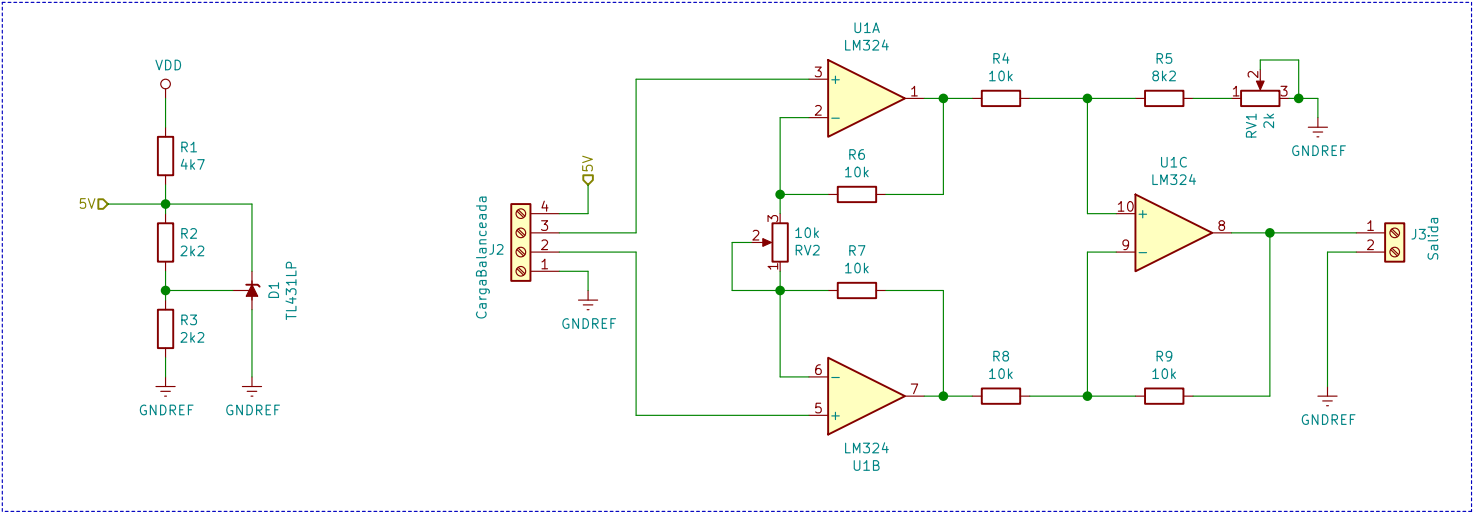 VDD
R1
4k7
5V
R2
2k2
R3
2k2
D1
TL431LP
GNDREF
GNDREF
5V
CargaBalanceada
J2
4
3
2
1
GNDREF
U1A
LM324
3
+
2
-
1
R6
10k
3
2
1
10k
RV2
R7
10k
6
-
5
+
7
LM324
U1B
R4
10k
R5
8k2
1
2
3
RV1
2k
GNDREF
U1C
LM324
10
+
9
-
8
R8
10k
R9
10k
1
2
J3
Salida
GNDREF